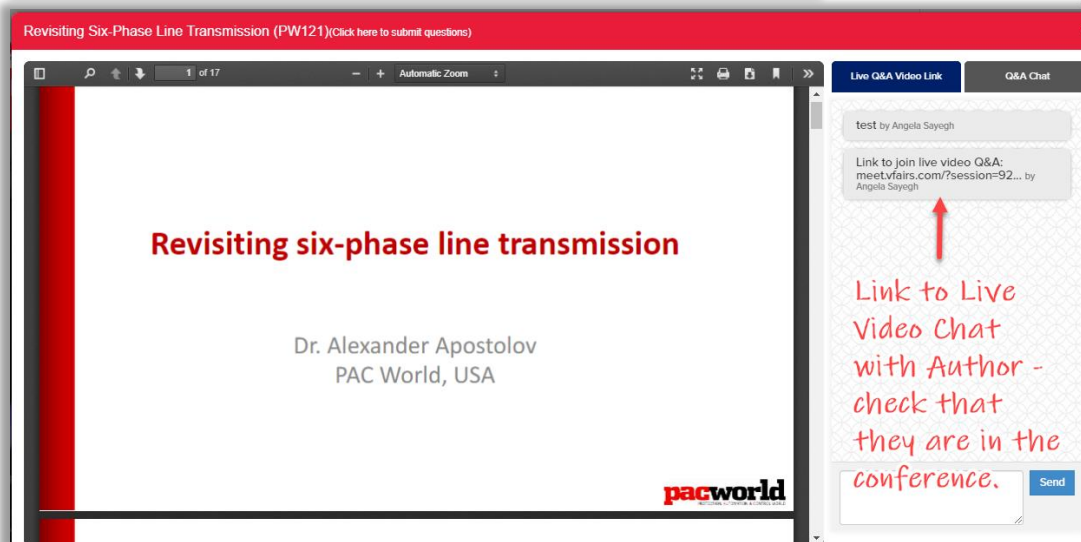 Revisiting Six-Phase Line Transmission (PW121)(Click here to submit questions)
1 of 17
Automatic Zoom
Revisiting six-phase line transmission
Dr. Alexander Apostolov
PAC World, USA
pacworld
Live Q&A Video Link
Q&A Chat
test by Angela Sayegh
Link to join live video Q&A:
meet.vfairs.com/?session=92... by
Angela Sayegh
Link to Live
Video Chat
with Author -
check that
they are in the
conference.
Send